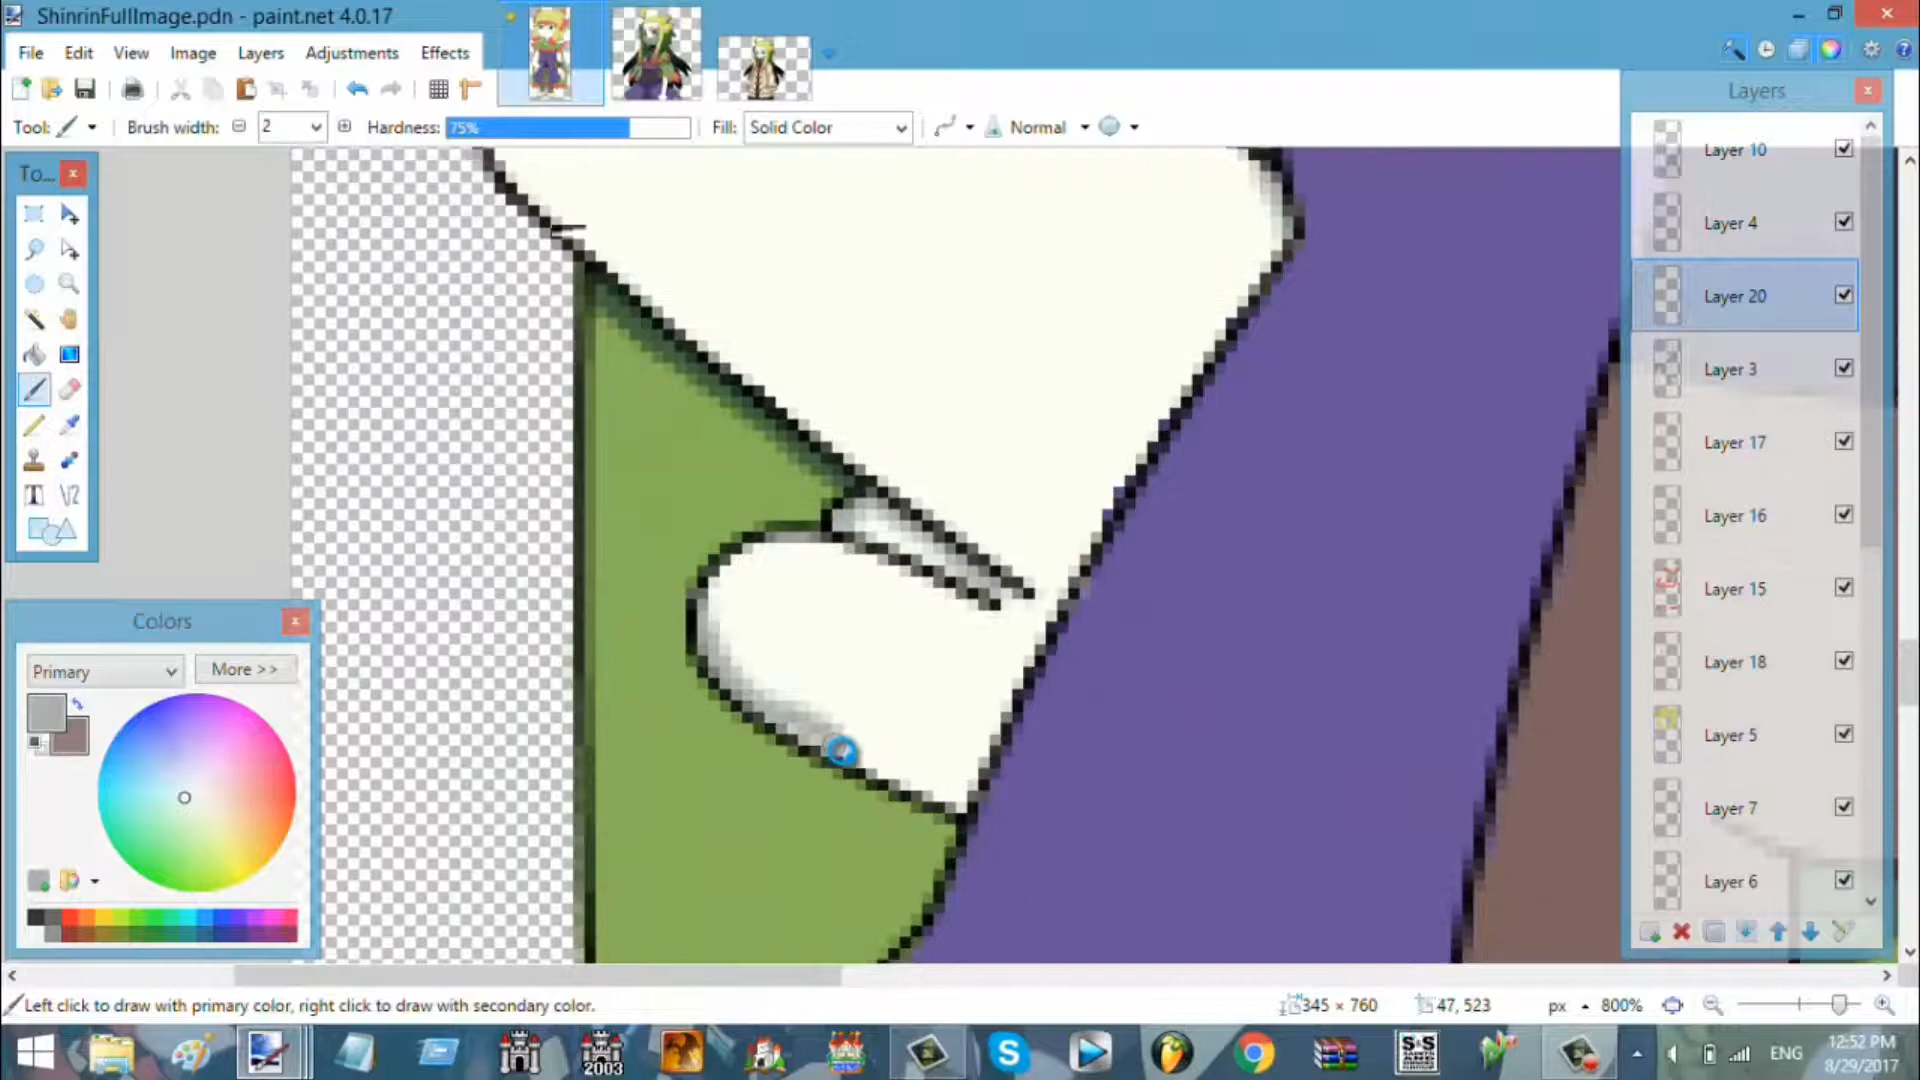 ShinrinFullImage.pdn - paint.net 4.0.17
File Edit View Image Layers Adjustments Effects
Tool: Brush width: 2 Hardness: 75% Fill: Solid Color Normal
To...
Layers
Layer 10
Layer 4
Layer 20
Layer 3
Layer 17
Layer 16
Layer 15
Layer 18
Layer 5
Layer 7
Layer 6
Colors
Primary More >>
Left click to draw with primary color, right click to draw with secondary color. 345 × 760 47, 523 px 800%
2003
S
S&S
ENG
12:52 PM
8/29/2017